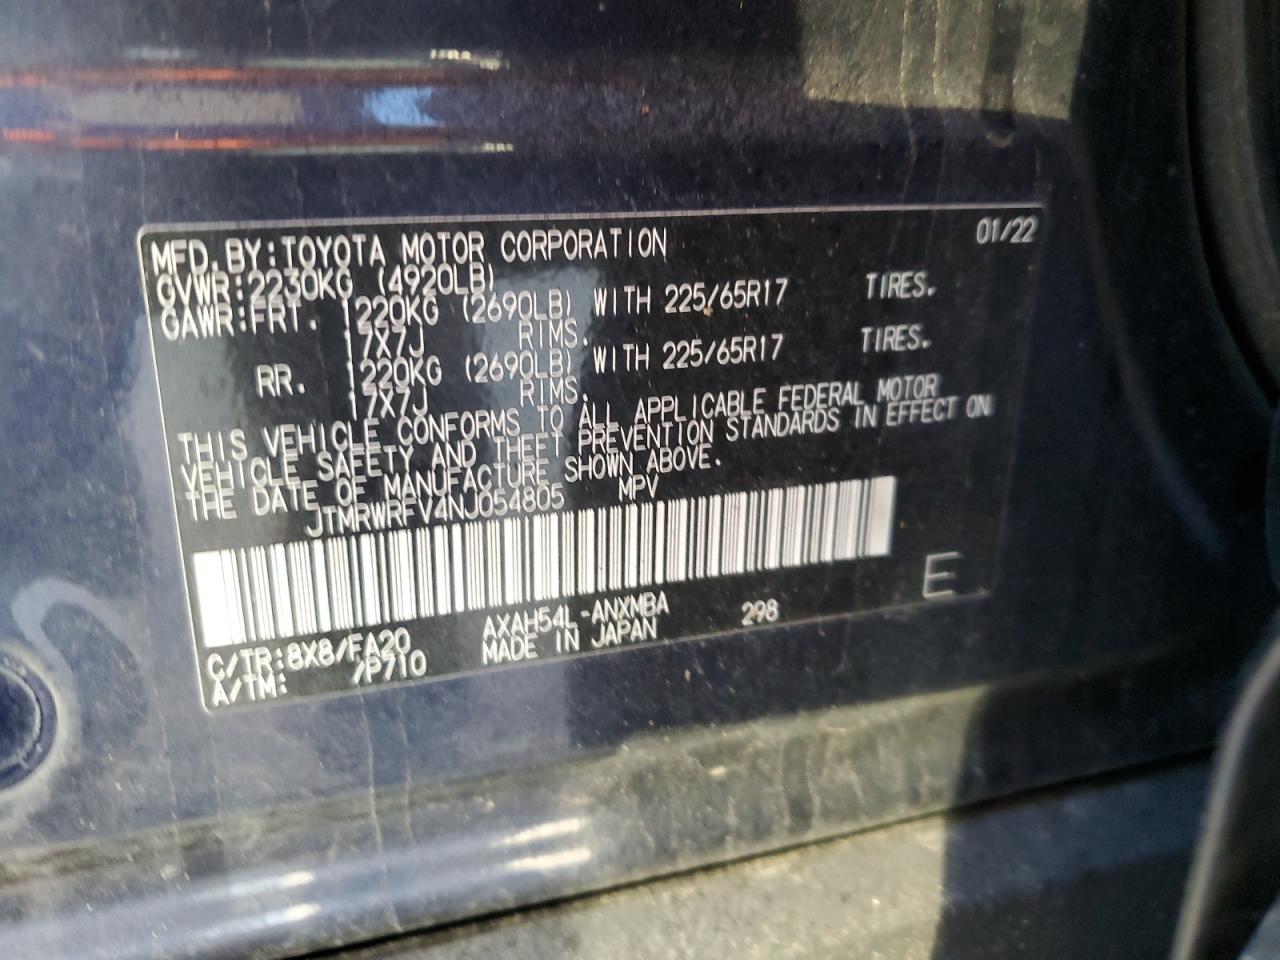 MFD. BY: TOYOTA MOTOR CORPORATION 01/22
GVWR: 2230KG (4920LB)
GAWR: FRT. 1220KG (2690LB) WITH 225/65R17 TIRES.
17X7J RIMS.
RR. 1220KG (2690LB) WITH 225/65R17 TIRES.
17X7J RIMS.
THIS VEHICLE CONFORMS TO ALL APPLICABLE FEDERAL MOTOR
VEHICLE SAFETY AND THEFT PREVENTION STANDARDS IN EFFECT ON
THE DATE OF MANUFACTURE SHOWN ABOVE.
JTMRWRFV4NJ054805 MPV
E
C/TR: 8X8/FA20 AXAH54L-ANXMBA 298
A/TM: /P710 MADE IN JAPAN